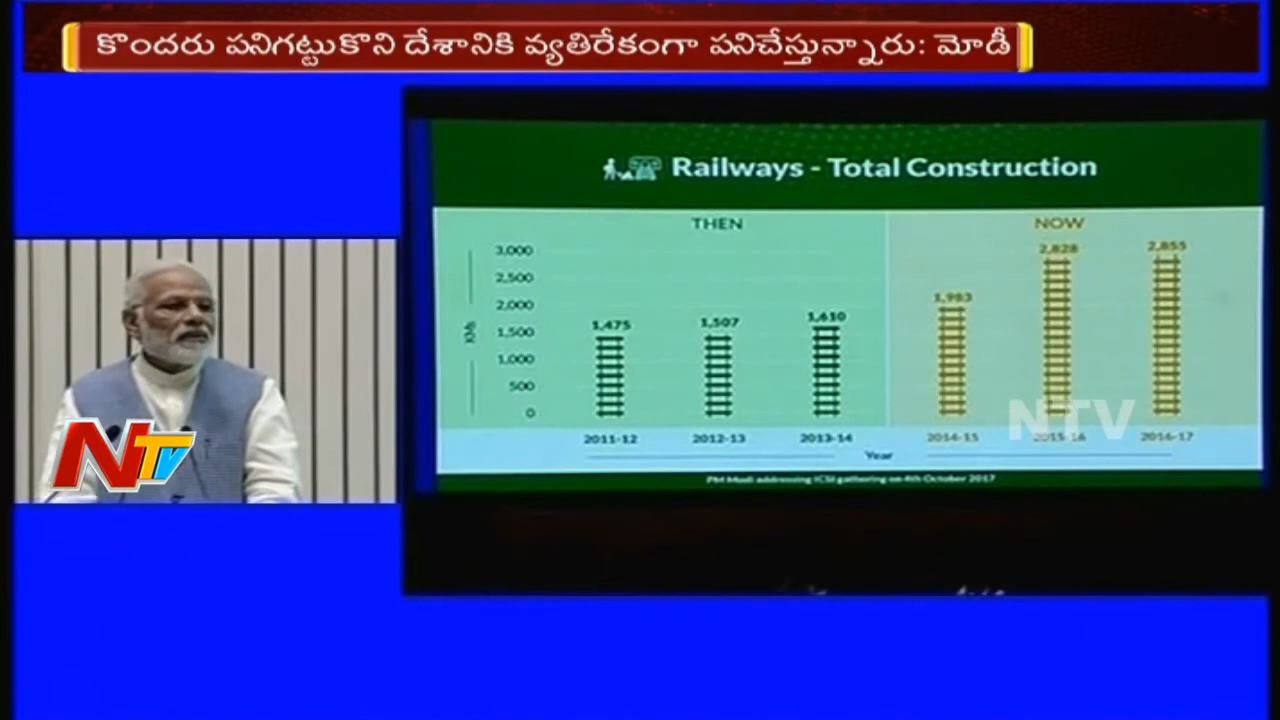 కొందరు పనిగట్టుకొని దేశానికి వ్యతిరేకంగా పనిచేస్తున్నారు: మోడీ
Railways - Total Construction
THEN
NOW
3,000
2,500
2,000
1,500
1,000
500
0
KMs
1,475
1,507
1,610
1,983
2,828
2,855
2011-12
2012-13
2013-14
2014-15
2015-16
2016-17
Year
PM Modi addressing ICSI gathering on 4th October 2017
NTV
NTV